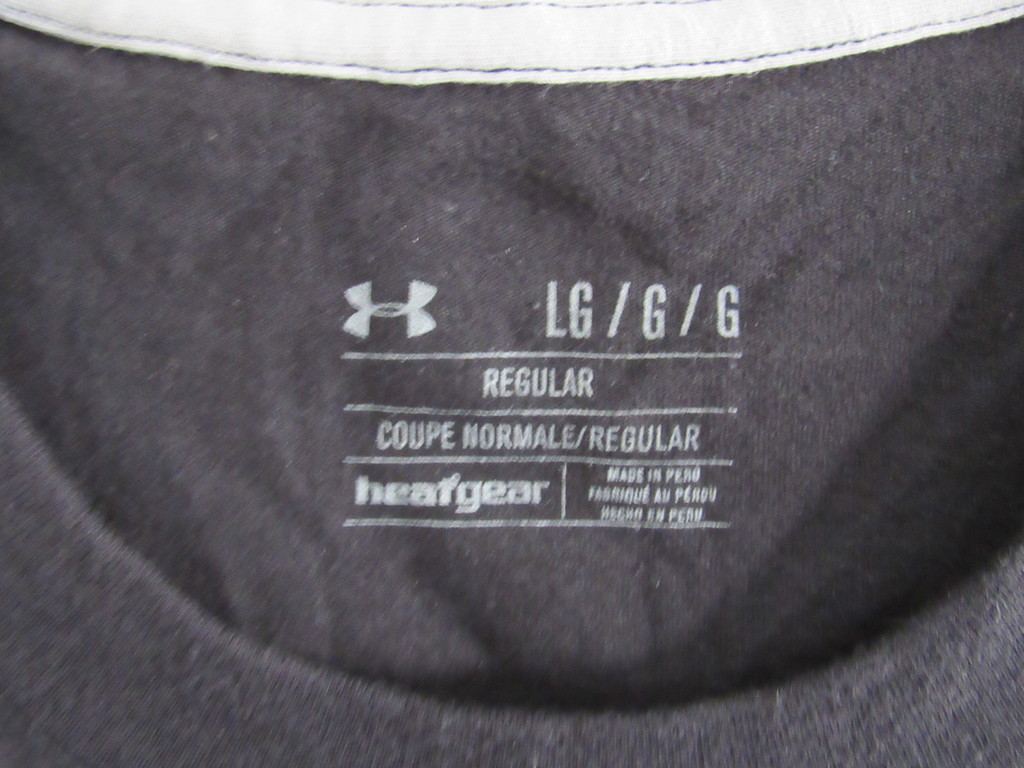 LG / G / G
REGULAR
COUPE NORMALE/REGULAR
heatgear
MADE IN PERU
FABRIQUÉ AU PÉROU
HECHO EN PERU